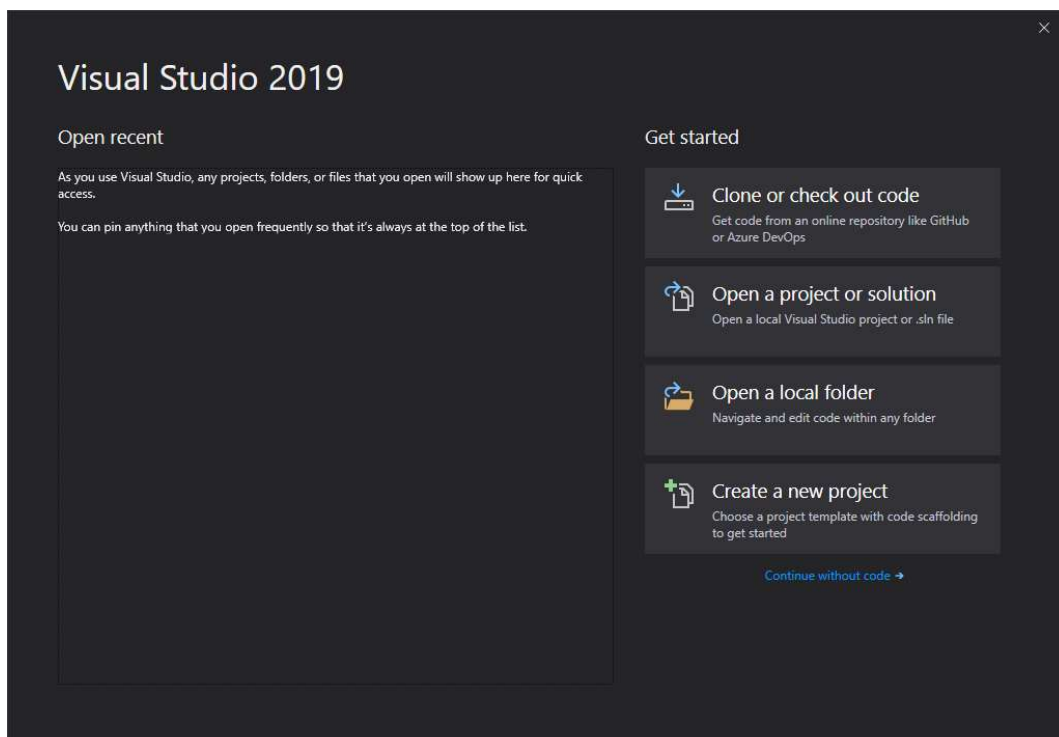 Visual Studio 2019
Open recent
As you use Visual Studio, any projects, folders, or files that you open will show up here for quick
access.
You can pin anything that you open frequently so that it's always at the top of the list.
Get started
Clone or check out code
Get code from an online repository like GitHub
or Azure DevOps
Open a project or solution
Open a local Visual Studio project or .sln file
Open a local folder
Navigate and edit code within any folder
Create a new project
Choose a project template with code scaffolding
to get started
Continue without code →